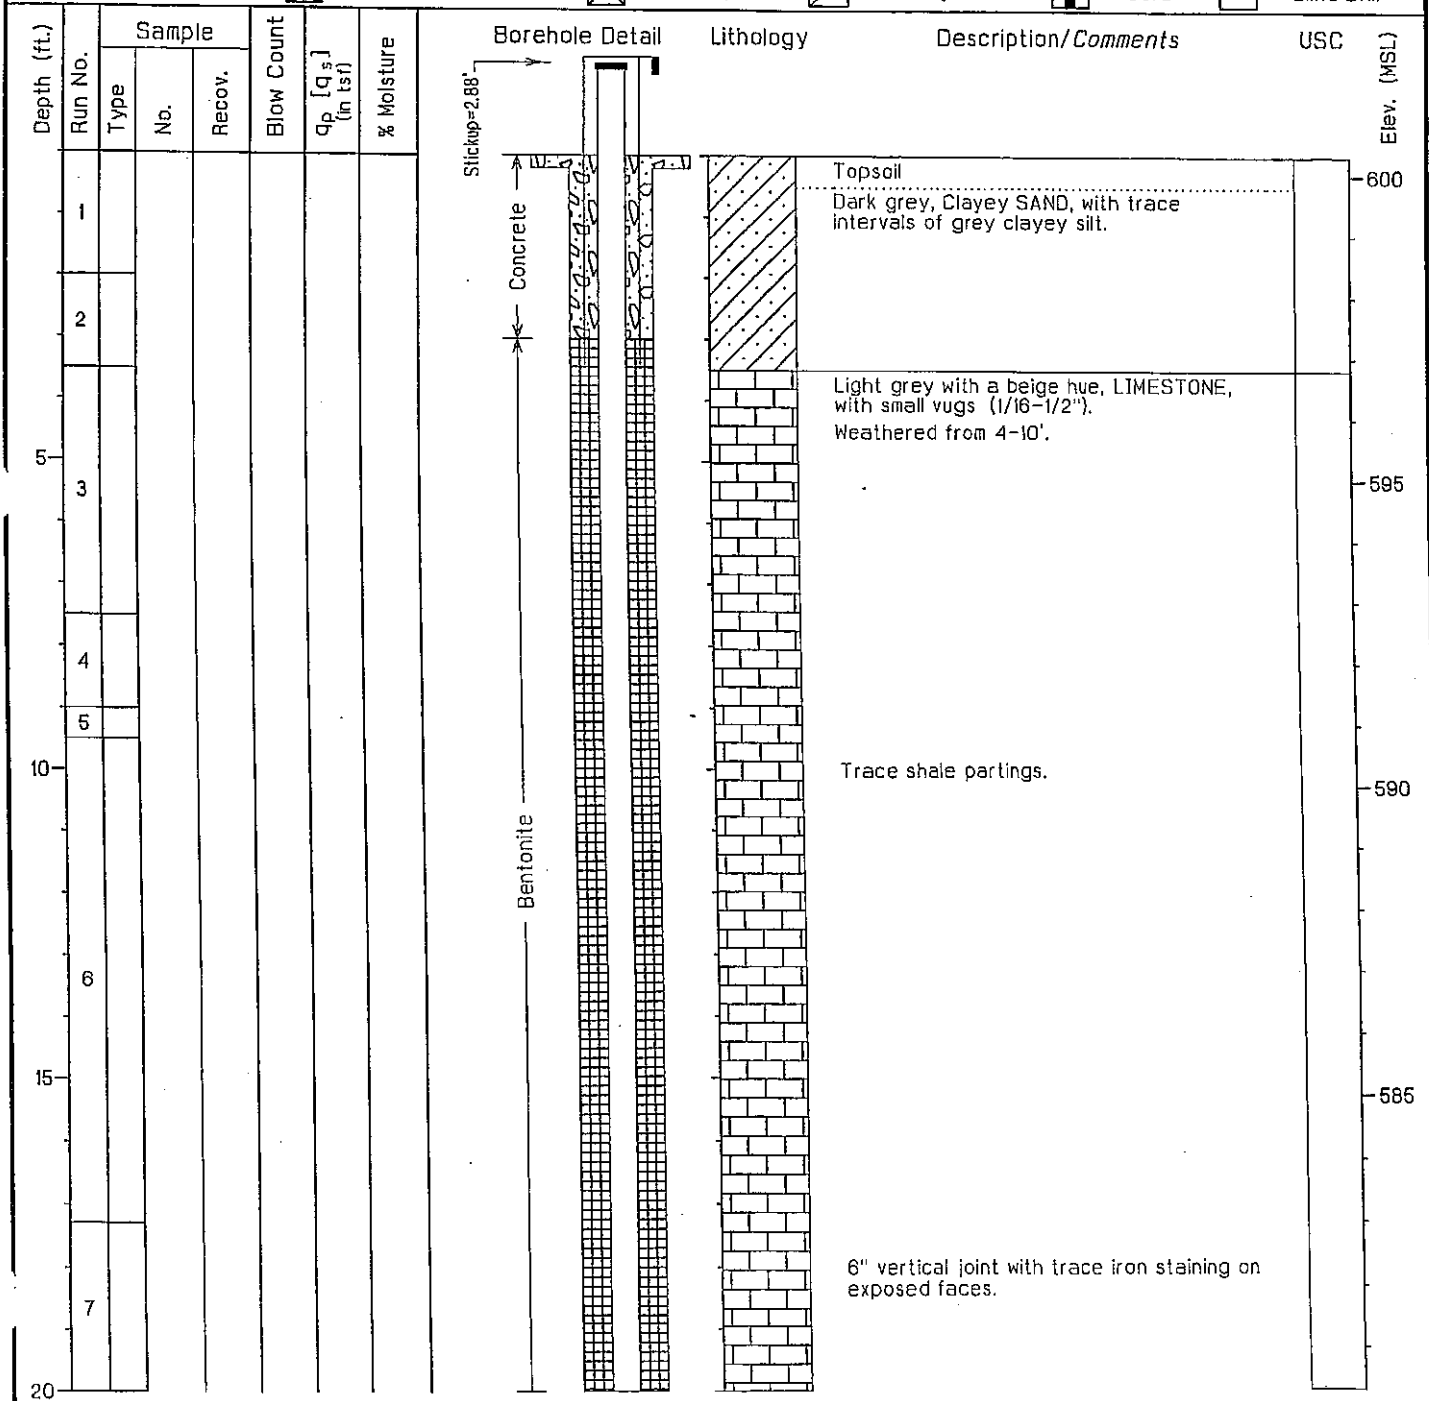 Depth (ft.)
Run No.
Sample
Type
No.
Recov.
Blow Count
qp [qs] (in tsf)
% Moisture
Borehole Detail
Lithology
Description/Comments
USC
Elev. (MSL)
Stickup=2.88'
Concrete
Bentonite
Topsoil
Dark grey, Clayey SAND, with trace
intervals of grey clayey silt.
Light grey with a beige hue, LIMESTONE,
with small vugs (1/16-1/2").
Weathered from 4-10'.
Trace shale partings.
6" vertical joint with trace iron staining on
exposed faces.
1
2
3
4
5
6
7
5
10
15
20
600
595
590
585